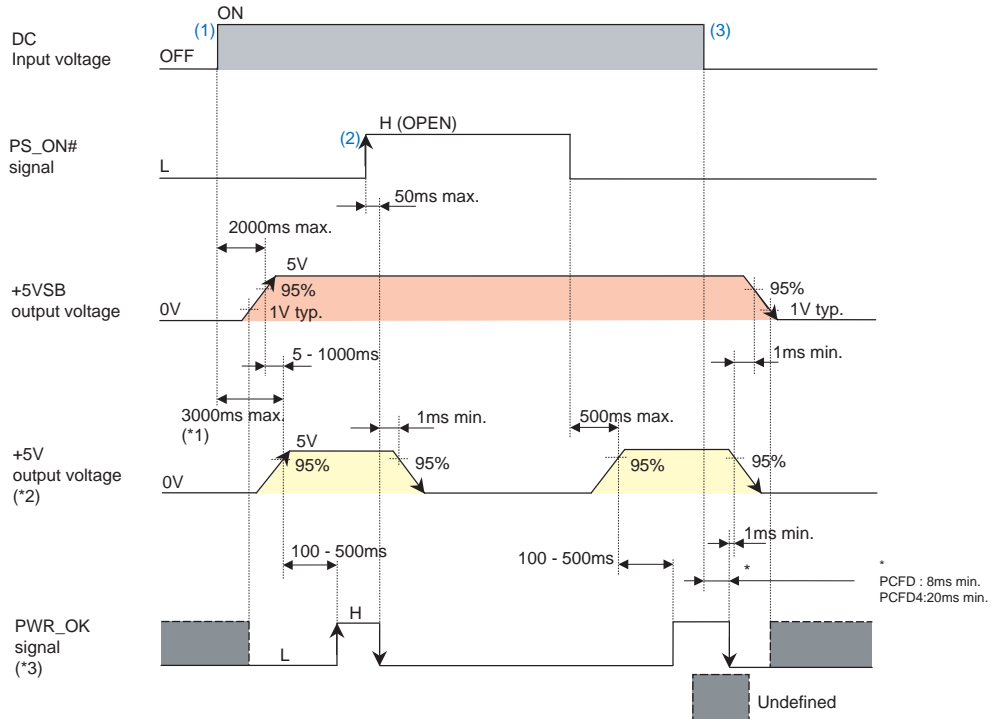 ON
(1)
(3)
DC
Input voltage
OFF
H (OPEN)
(2)
PS_ON#
signal
L
50ms max.
2000ms max.
5V
+5VSB
output voltage
95%
95%
0V
1V typ.
1V typ.
5 - 1000ms
1ms min.
3000ms max.
(*1)
1ms min.
500ms max.
+5V
output voltage
(*2)
5V
95%
95%
95%
95%
0V
1ms min.
100 - 500ms
100 - 500ms
*
*
PCFD : 8ms min.
PCFD4:20ms min.
PWR_OK
signal
(*3)
H
L
Undefined